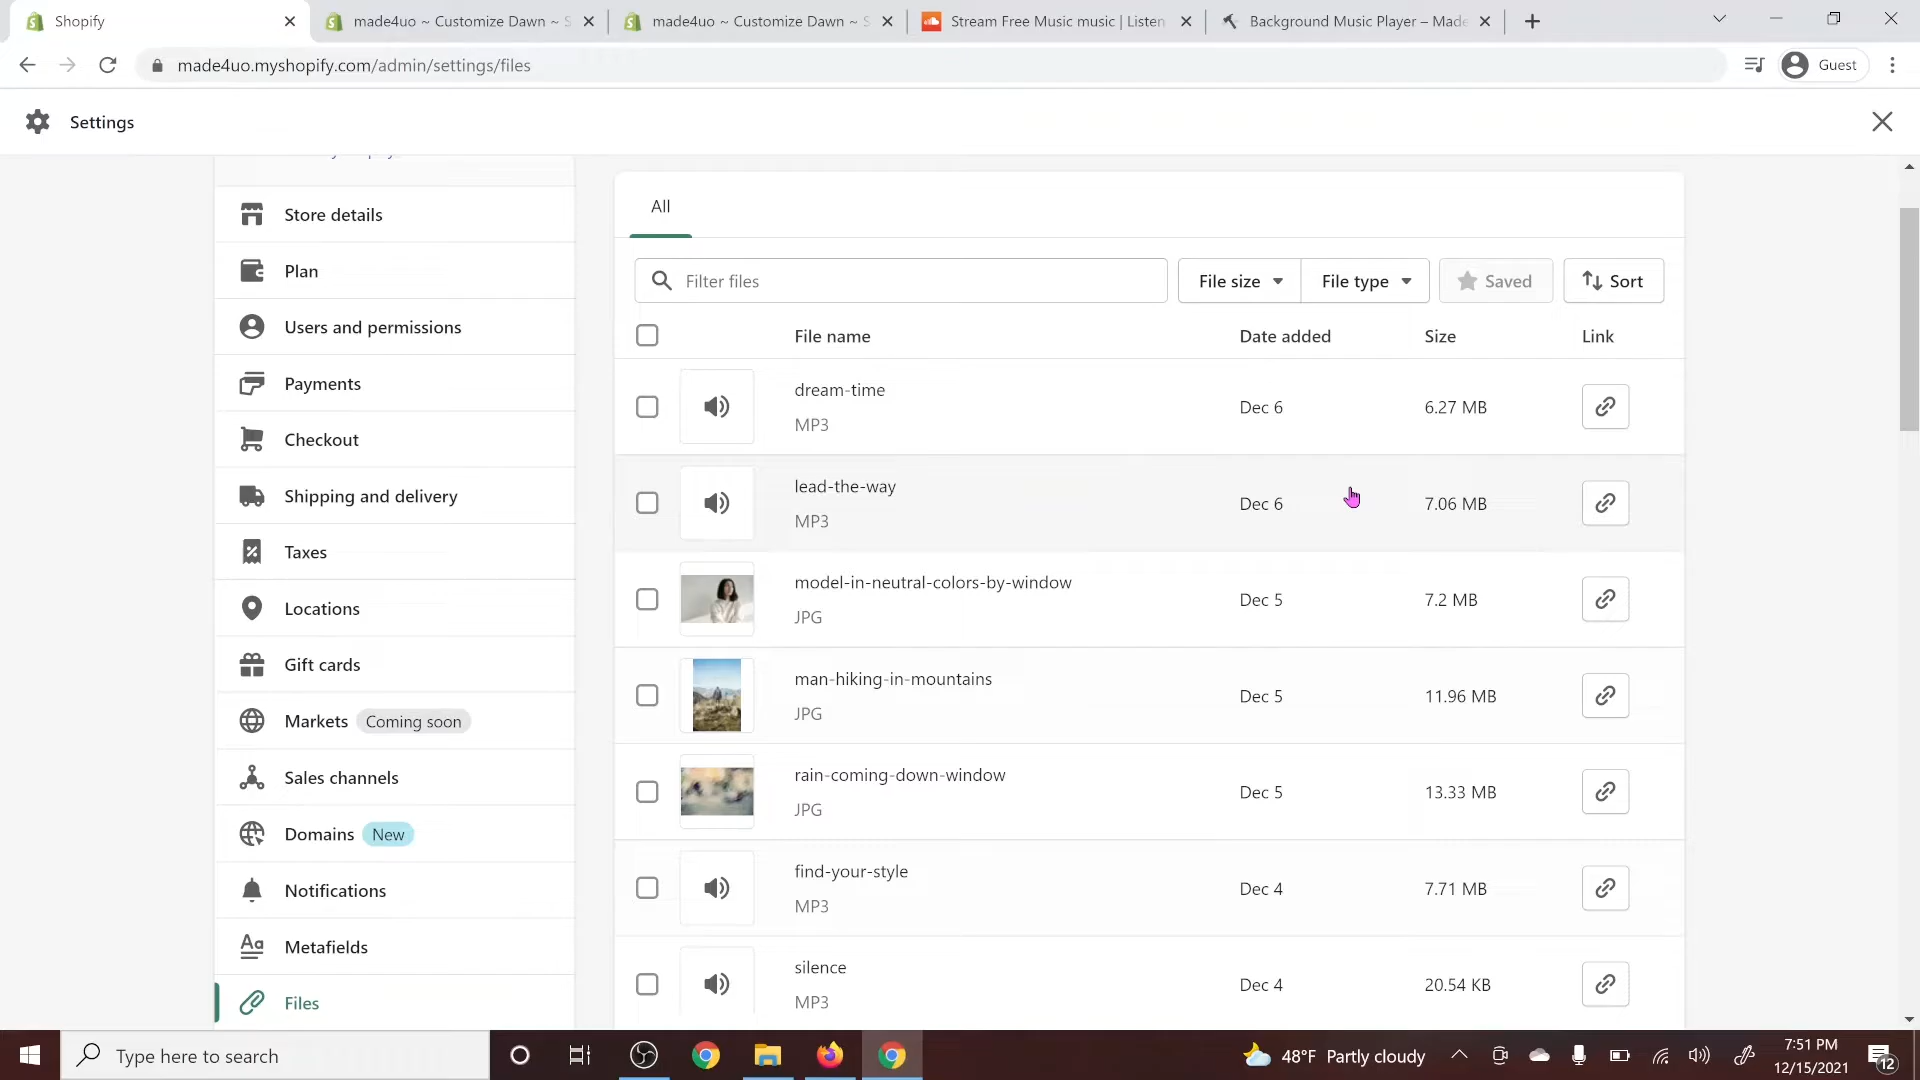 Shopify
made4uo ~ Customize Dawn ~ S
made4uo ~ Customize Dawn ~ S
Stream Free Music music | Listen
Background Music Player – Made
made4uo.myshopify.com/admin/settings/files
Guest
Settings
Store details
Plan
Users and permissions
Payments
Checkout
Shipping and delivery
Taxes
Locations
Gift cards
Markets Coming soon
Sales channels
Domains New
Notifications
Metafields
Files
All
Filter files
File size
File type
Saved
Sort
File name Date added Size Link
dream-time
MP3
Dec 6 6.27 MB
lead-the-way
MP3
Dec 6 7.06 MB
model-in-neutral-colors-by-window
JPG
Dec 5 7.2 MB
man-hiking-in-mountains
JPG
Dec 5 11.96 MB
rain-coming-down-window
JPG
Dec 5 13.33 MB
find-your-style
MP3
Dec 4 7.71 MB
silence
MP3
Dec 4 20.54 KB
Type here to search
48°F Partly cloudy
7:51 PM
12/15/2021
12